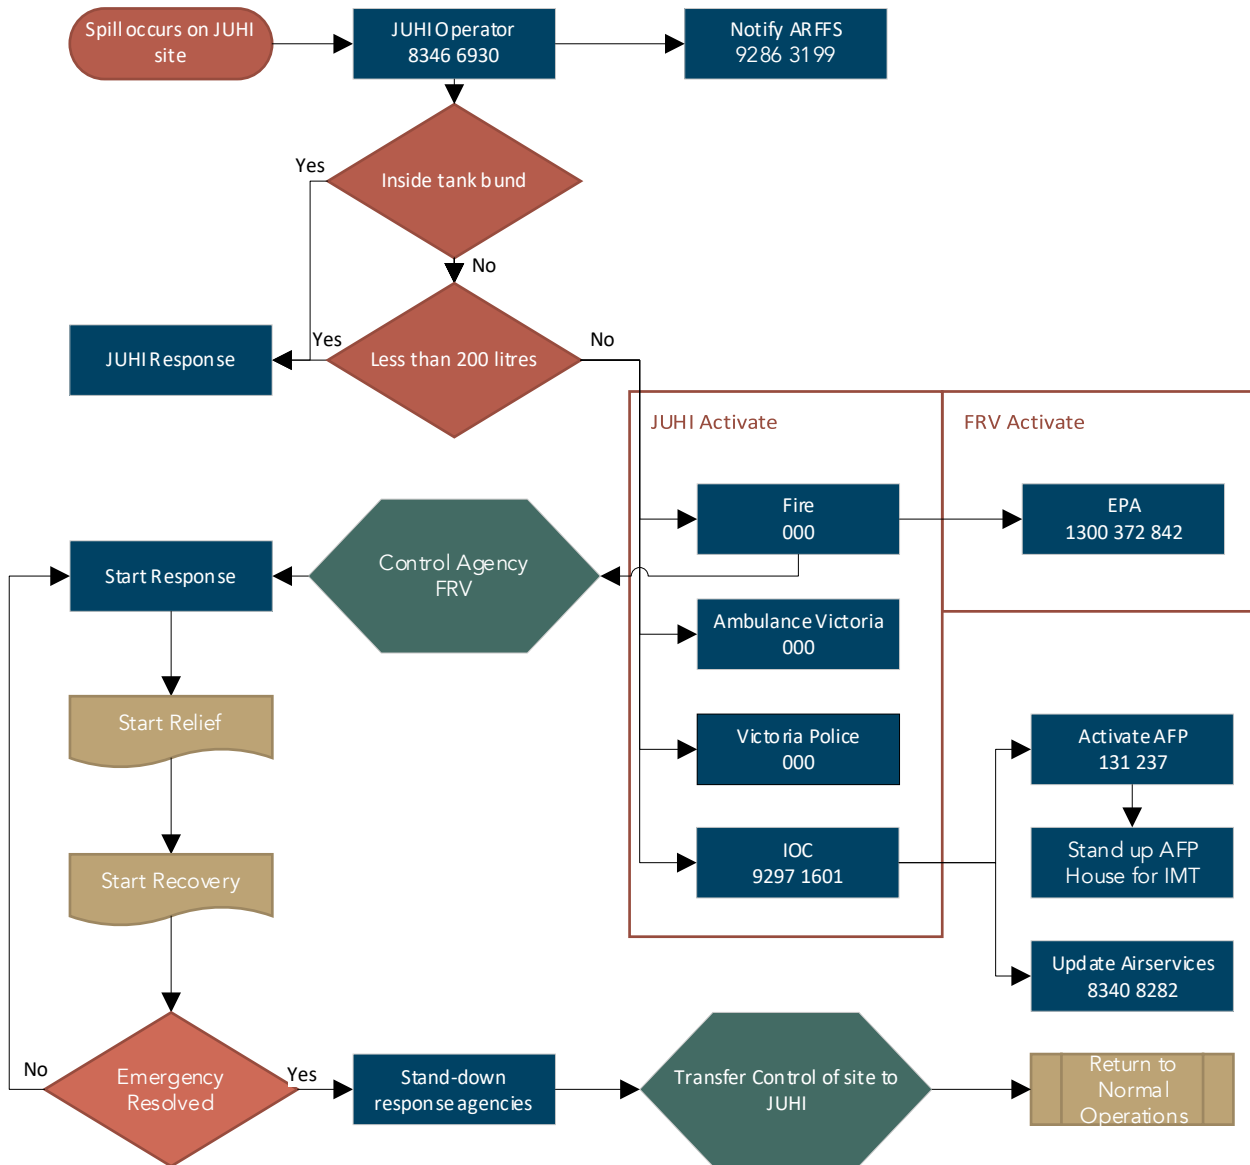 Spill occurs on JUHI
site
JUHI Operator
8346 6930
Notify ARFFS
9286 3199
Yes
Inside tank bund
No
JUHI Response
Yes
Less than 200 litres
No
JUHI Activate
FRV Activate
Fire
000
EPA
1300 372 842
Start Response
Control Agency
FRV
Ambulance Victoria
000
Start Relief
Victoria Police
000
Activate AFP
131 237
Start Recovery
IOC
9297 1601
Stand up AFP
House for IMT
Update Airservices
8340 8282
No
Emergency
Resolved
Yes
Stand-down
response agencies
Transfer Control of site to
JUHI
Return to
Normal
Operations